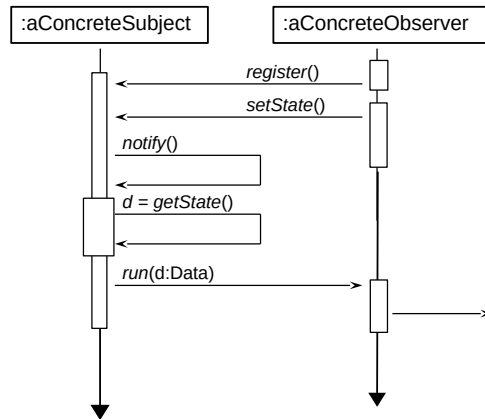 :aConcreteSubject
:aConcreteObserver
register()
setState()
notify()
d = getState()
run(d:Data)